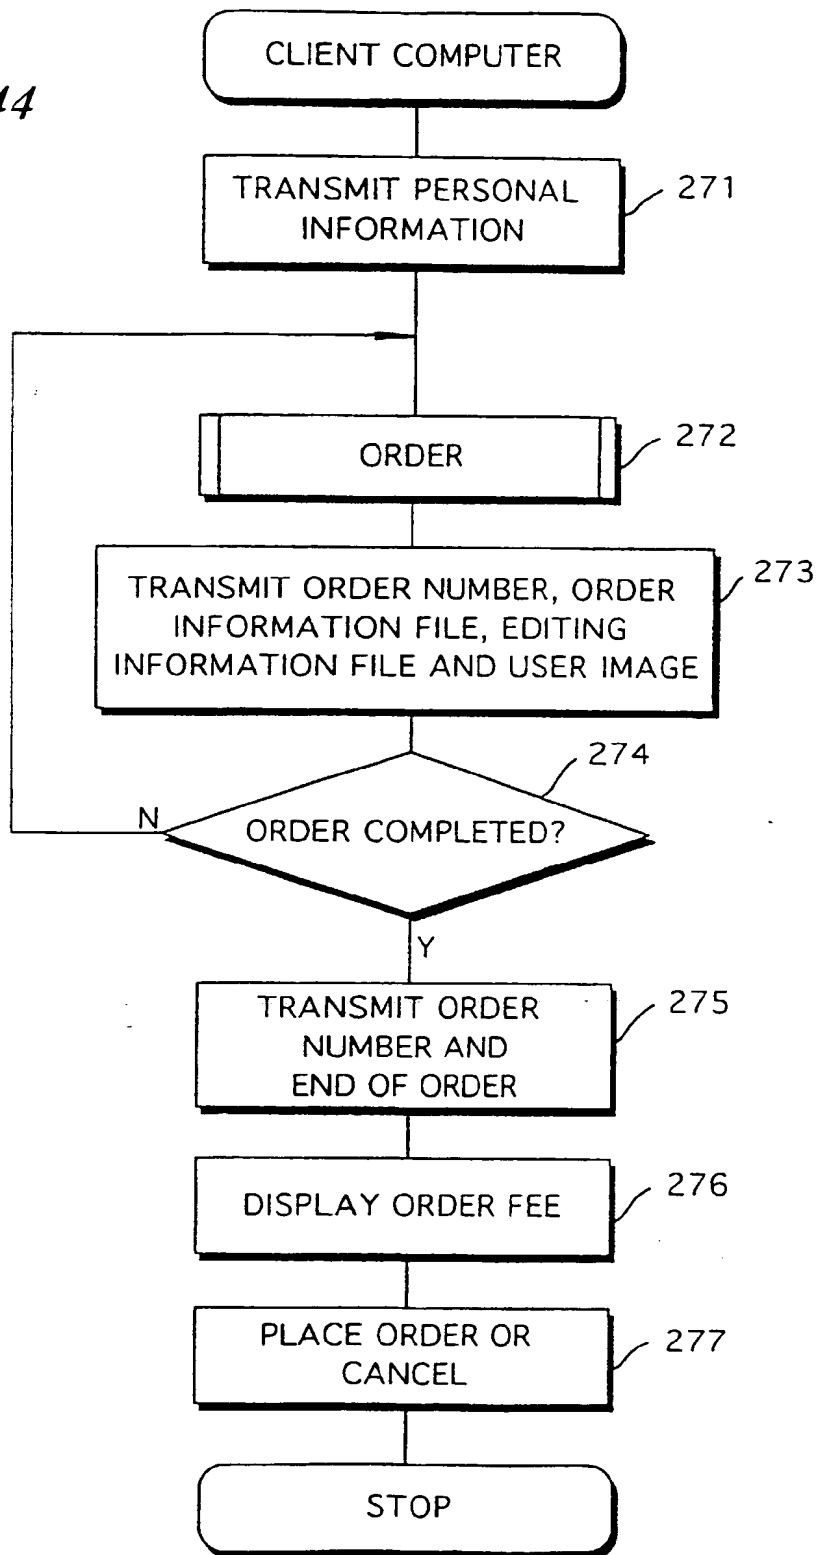 CLIENT COMPUTER
TRANSMIT PERSONAL
INFORMATION
271
ORDER
272
TRANSMIT ORDER NUMBER, ORDER
INFORMATION FILE, EDITING
INFORMATION FILE AND USER IMAGE
273
274
ORDER COMPLETED?
N
Y
TRANSMIT ORDER
NUMBER AND
END OF ORDER
275
DISPLAY ORDER FEE
276
PLACE ORDER OR
CANCEL
277
STOP